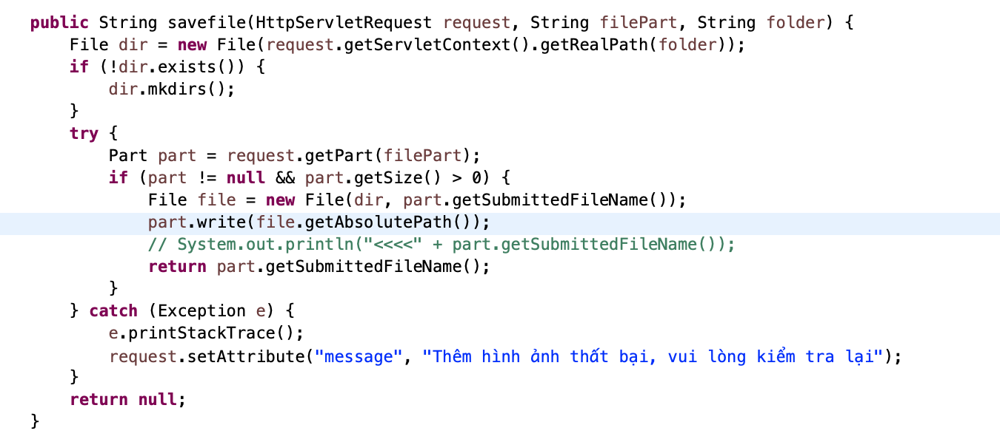 public String savefile(HttpServletRequest request, String filePart, String folder) {
    File dir = new File(request.getServletContext().getRealPath(folder));
    if (!dir.exists()) {
        dir.mkdirs();
    }
    try {
        Part part = request.getPart(filePart);
        if (part != null && part.getSize() > 0) {
            File file = new File(dir, part.getSubmittedFileName());
            part.write(file.getAbsolutePath());
            // System.out.println("<<<<" + part.getSubmittedFileName());
            return part.getSubmittedFileName();
        }
    } catch (Exception e) {
        e.printStackTrace();
        request.setAttribute("message", "Thêm hình ảnh thất bại, vui lòng kiểm tra lại");
    }
    return null;
}